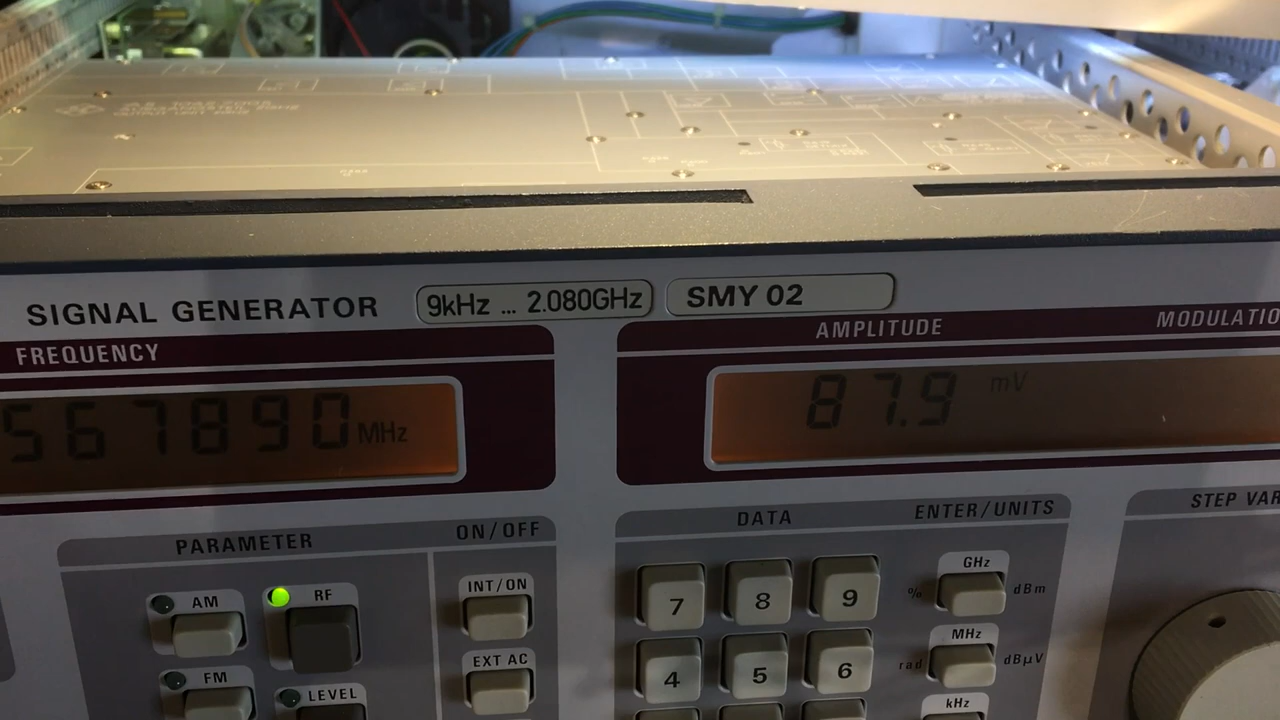 SIGNAL GENERATOR 9kHz ... 2.080GHz SMY 02
FREQUENCY AMPLITUDE MODULATIO
567890 MHz 87.9 mV
PARAMETER ON/OFF DATA ENTER/UNITS STEP VAR
AM RF INT/ON 7 8 9 % GHz dBm
FM LEVEL EXT AC 4 5 6 rad MHz dBµV
kHz